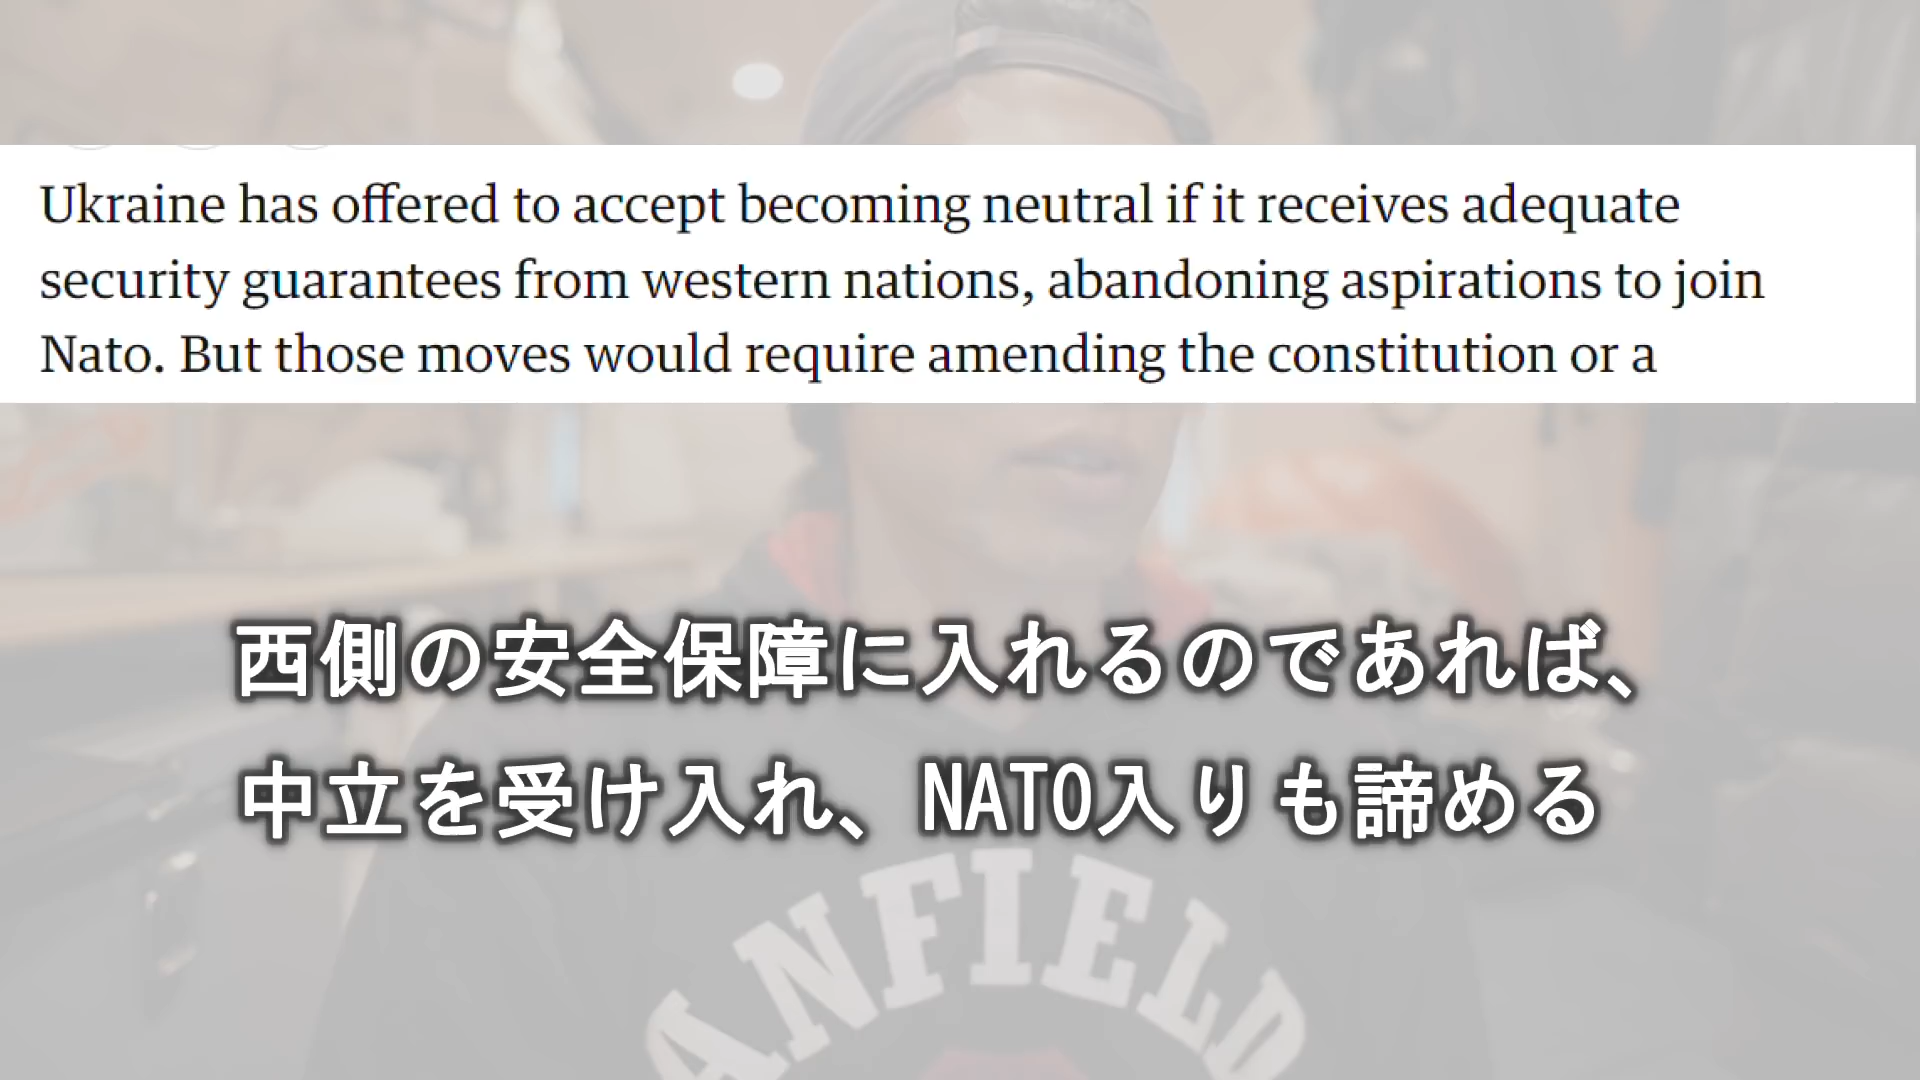 Ukraine has offered to accept becoming neutral if it receives adequate
security guarantees from western nations, abandoning aspirations to join
Nato. But those moves would require amending the constitution or a
西側の安全保障に入れるのであれば、
中立を受け入れ、NATO入りも諦める
ANFIELD